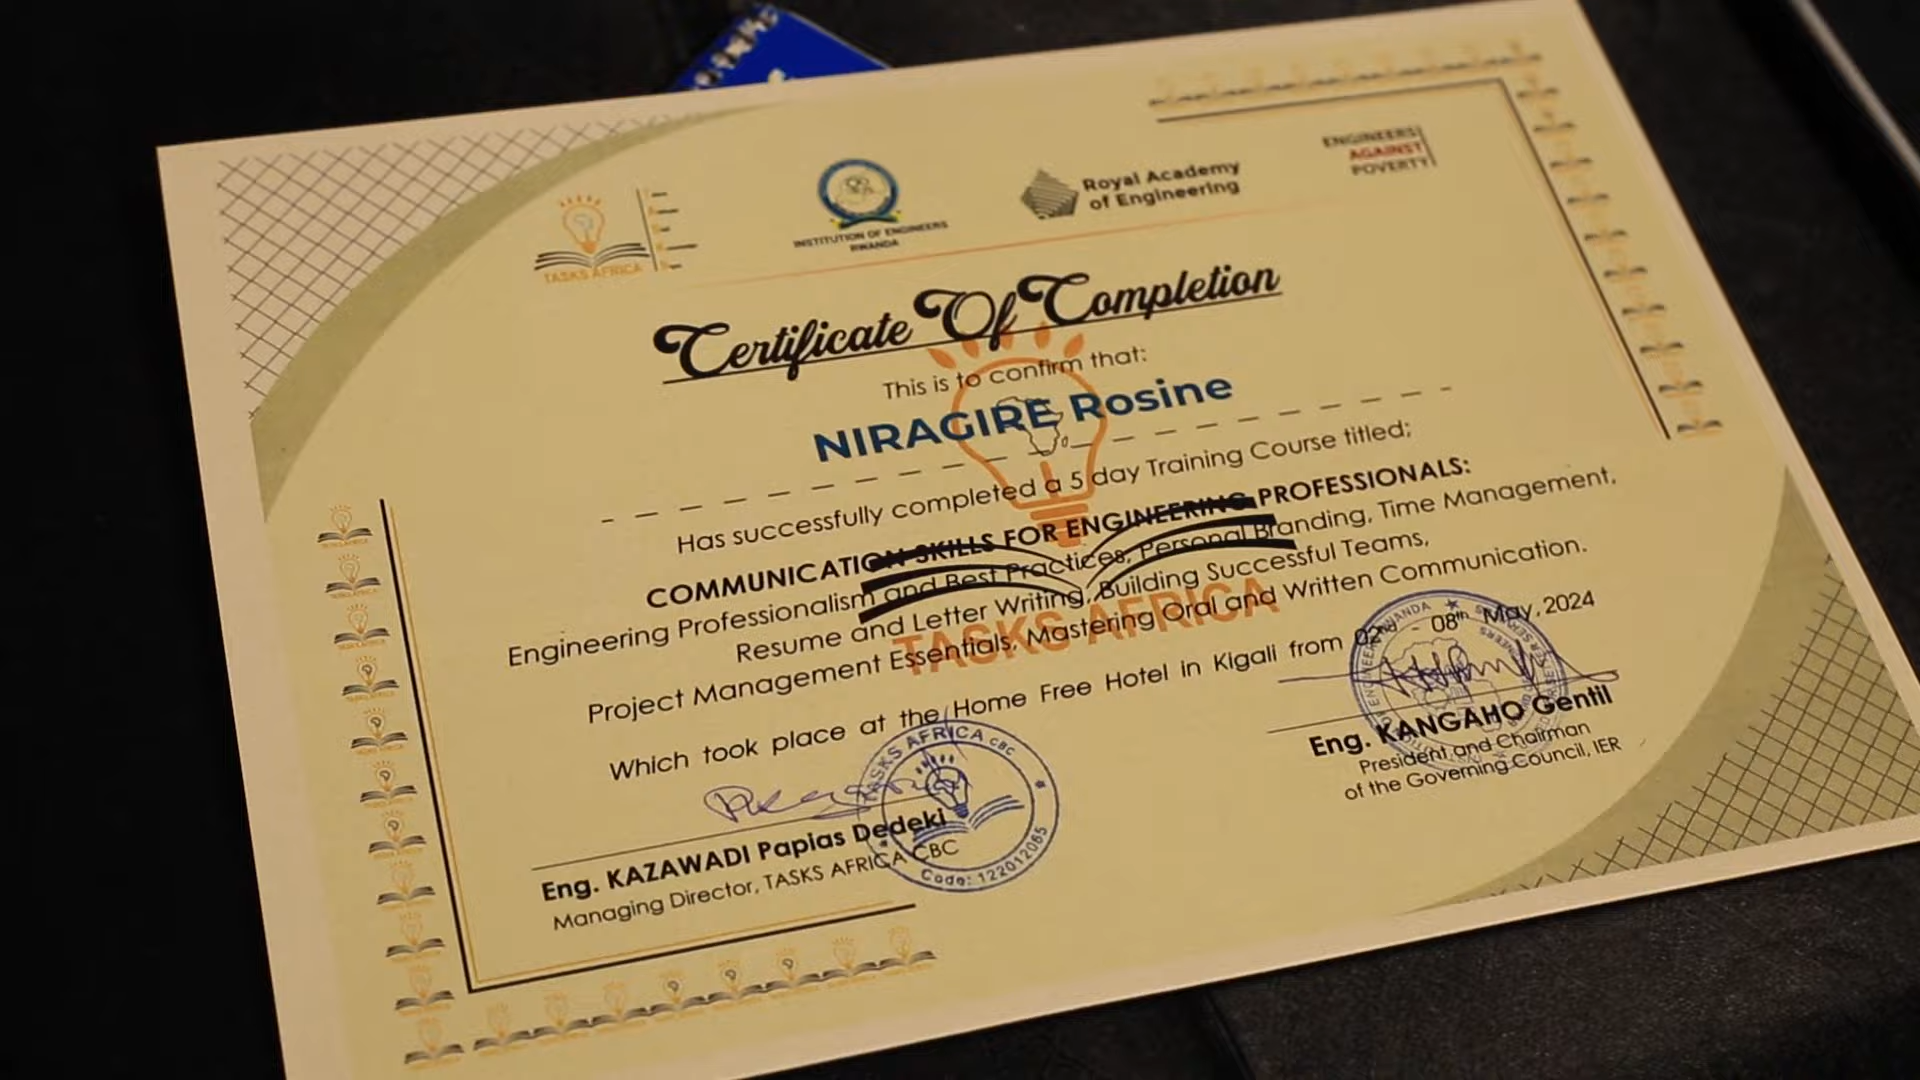 TASKS AFRICA
INSTITUTION OF ENGINEERS
RWANDA
Royal Academy
of Engineering
ENGINEERS
AGAINST
POVERTY
Certificate Of Completion
This is to confirm that:
NIRAGIRE Rosine
Has successfully completed a 5 day Training Course titled;
COMMUNICATION SKILLS FOR ENGINEERING PROFESSIONALS:
Engineering Professionalism and Best Practices, Personal Branding, Time Management,
Resume and Letter Writing, Building Successful Teams,
Project Management Essentials, Mastering Oral and Written Communication.
TASKS AFRICA
Which took place at the Home Free Hotel in Kigali from 02nd - 08th May, 2024
TASKS AFRICA CBC
Code: 122012065
Eng. KAZAWADI Papias Dedeki
Managing Director, TASKS AFRICA CBC
Eng. KANGAHO Gentil
President and Chairman
of the Governing Council, IER